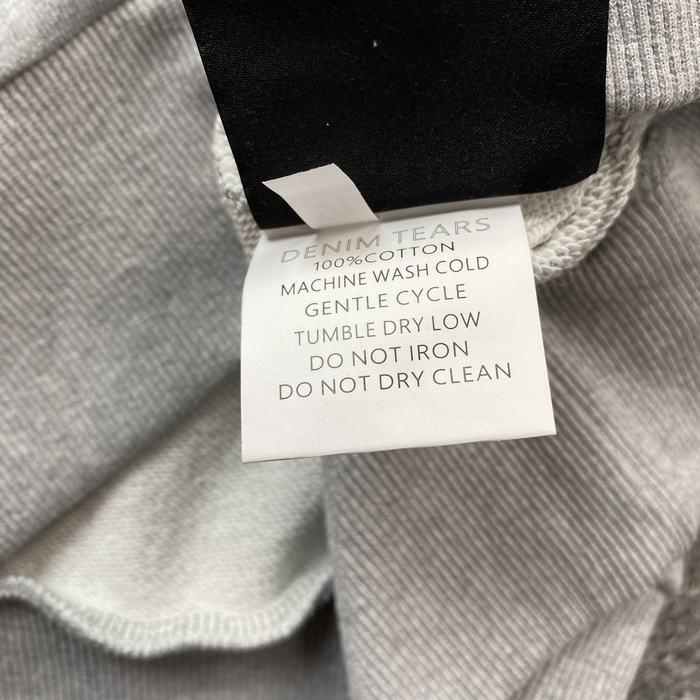 DENIM TEARS
100%COTTON
MACHINE WASH COLD
GENTLE CYCLE
TUMBLE DRY LOW
DO NOT IRON
DO NOT DRY CLEAN